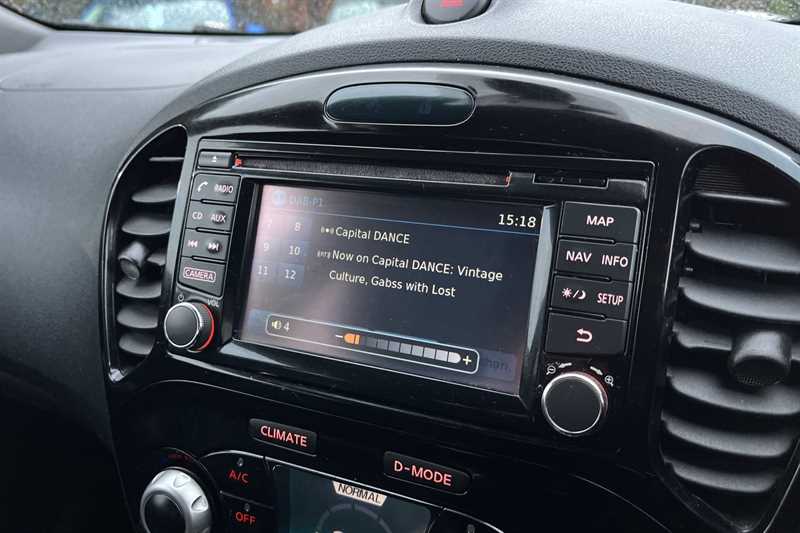 DAB-P1
15:18
7 8
Capital DANCE
9 10
Now on Capital DANCE: Vintage
11 12
Culture, Gabss with Lost
4
- +
RADIO
CD AUX
CAMERA
VOL
MAP
NAV INFO
SETUP
CLIMATE
D-MODE
A/C
OFF
NORMAL